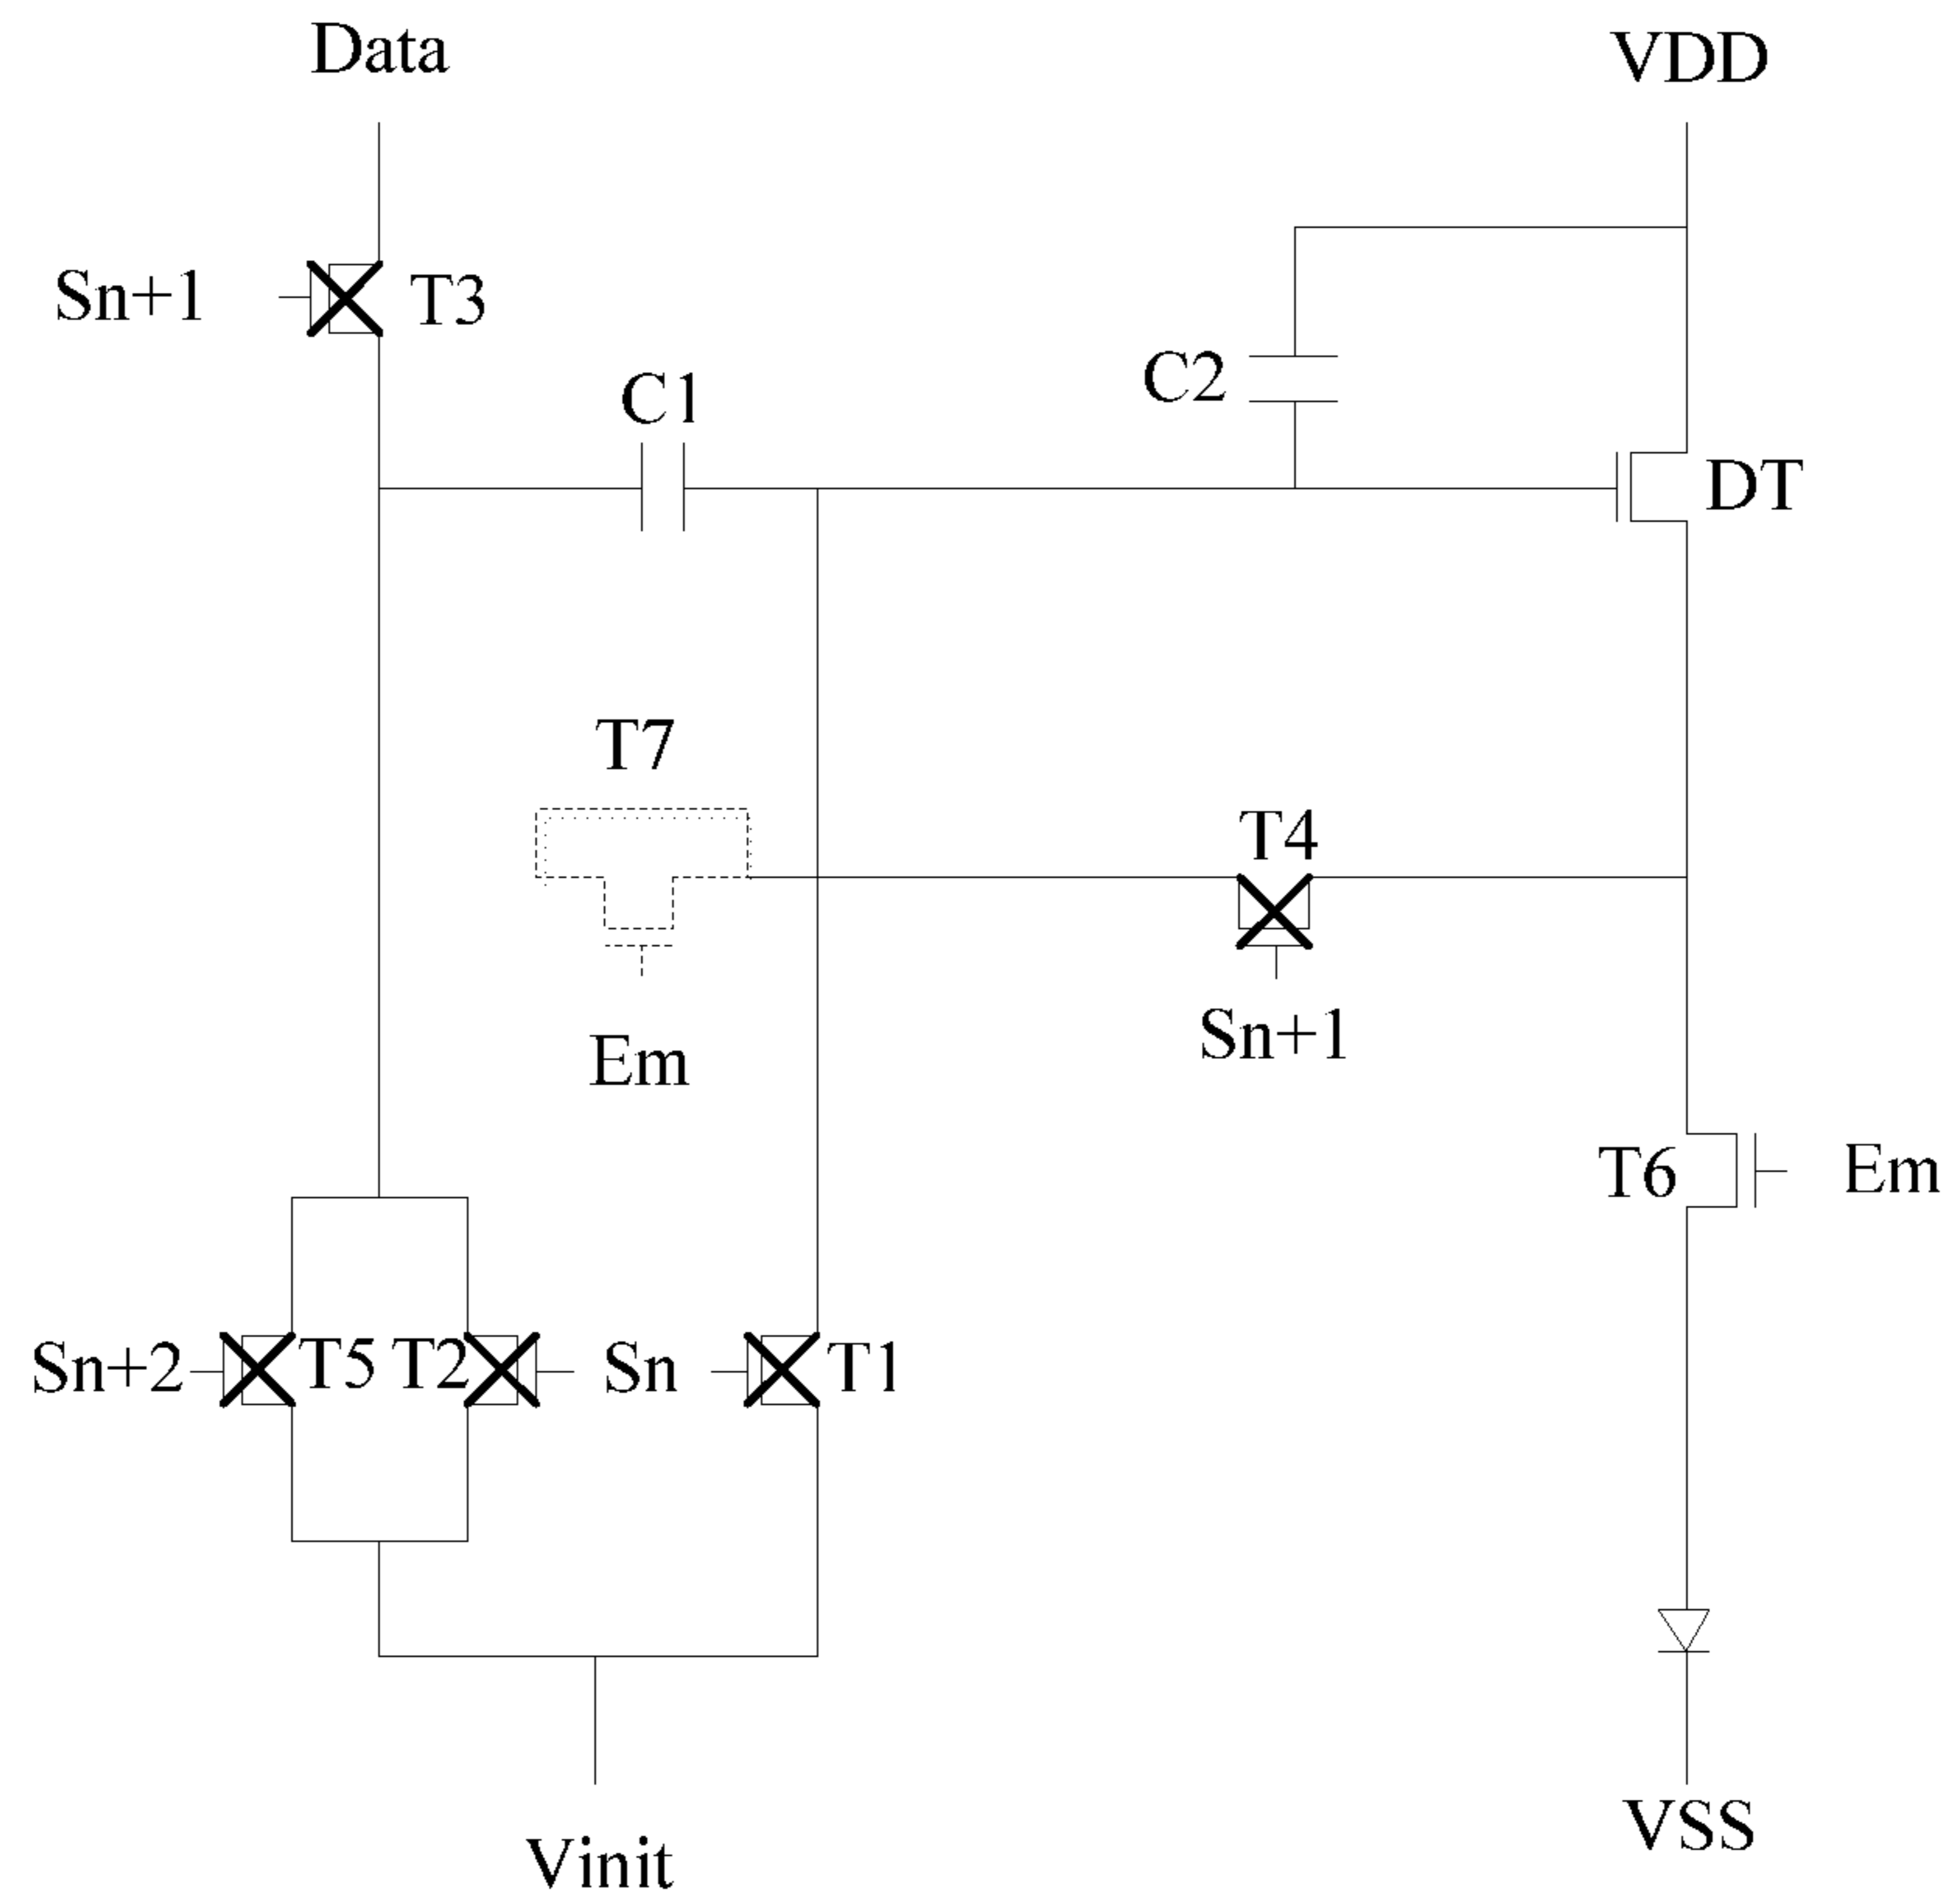 Data
VDD
Sn+1
T3
C1
C2
DT
T7
T4
Em
Sn+1
T6
Em
Sn+2
T5
T2
Sn
T1
Vinit
VSS